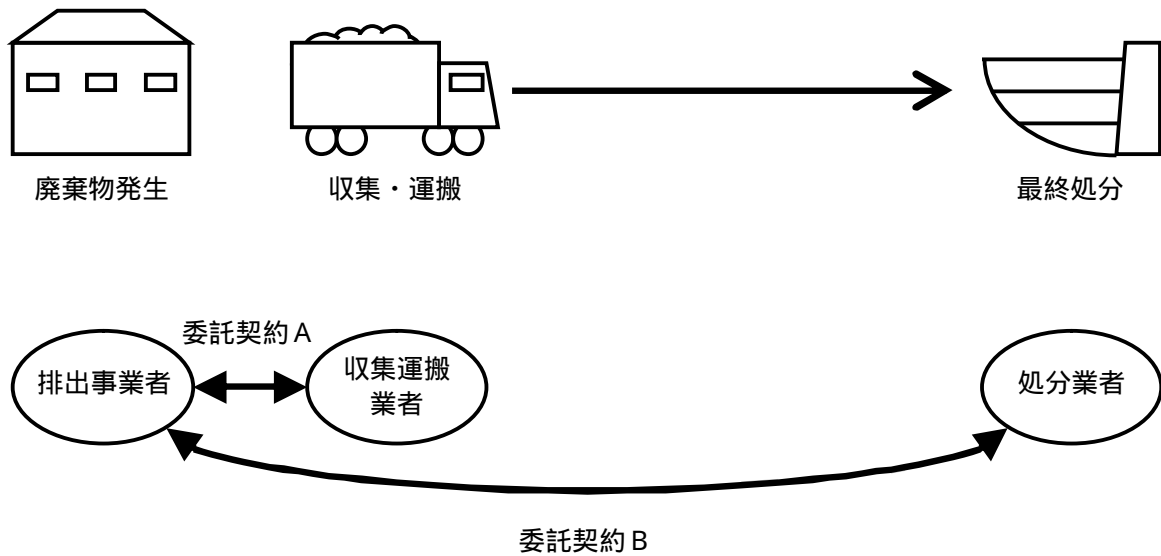 廃棄物発生
収集・運搬
最終処分
委託契約A
排出事業者
収集運搬
業者
処分業者
委託契約B